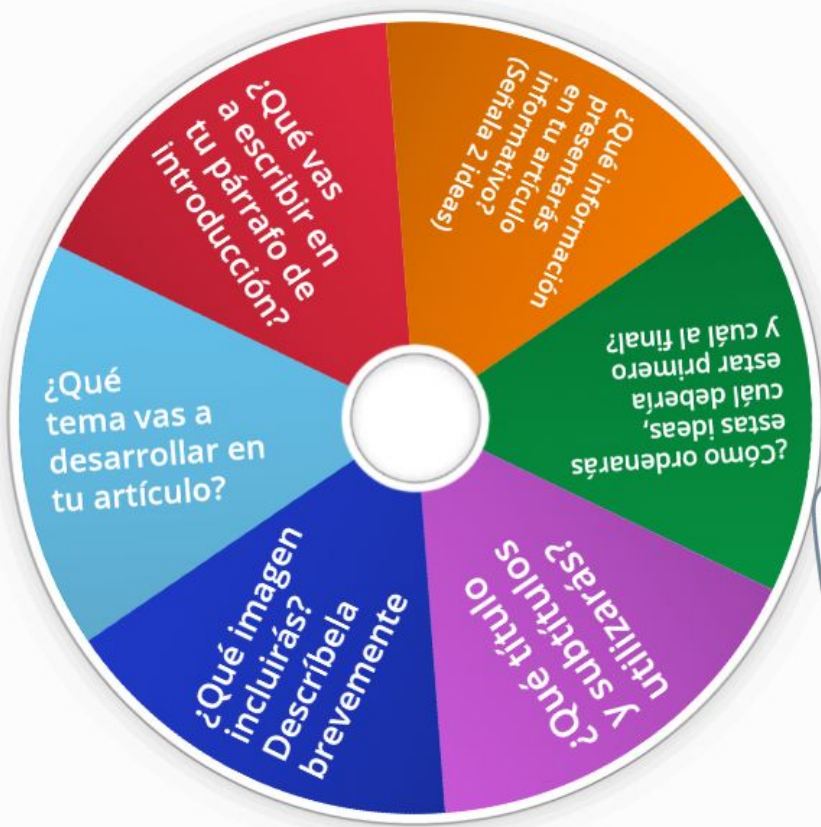 ¿Qué vas
a escribir en
tu párrafo de
introducción?
¿Qué información
presentarás
en tu artículo
informativo?
(Señala 2 ideas)
¿Cómo ordenarás
estas ideas,
cuál debería
estar primero
y cuál al final?
¿Qué título
y subtítulos
utilizarás?
¿Qué imagen
incluirás?
Descríbela
brevemente
¿Qué
tema vas a
desarrollar en
tu artículo?